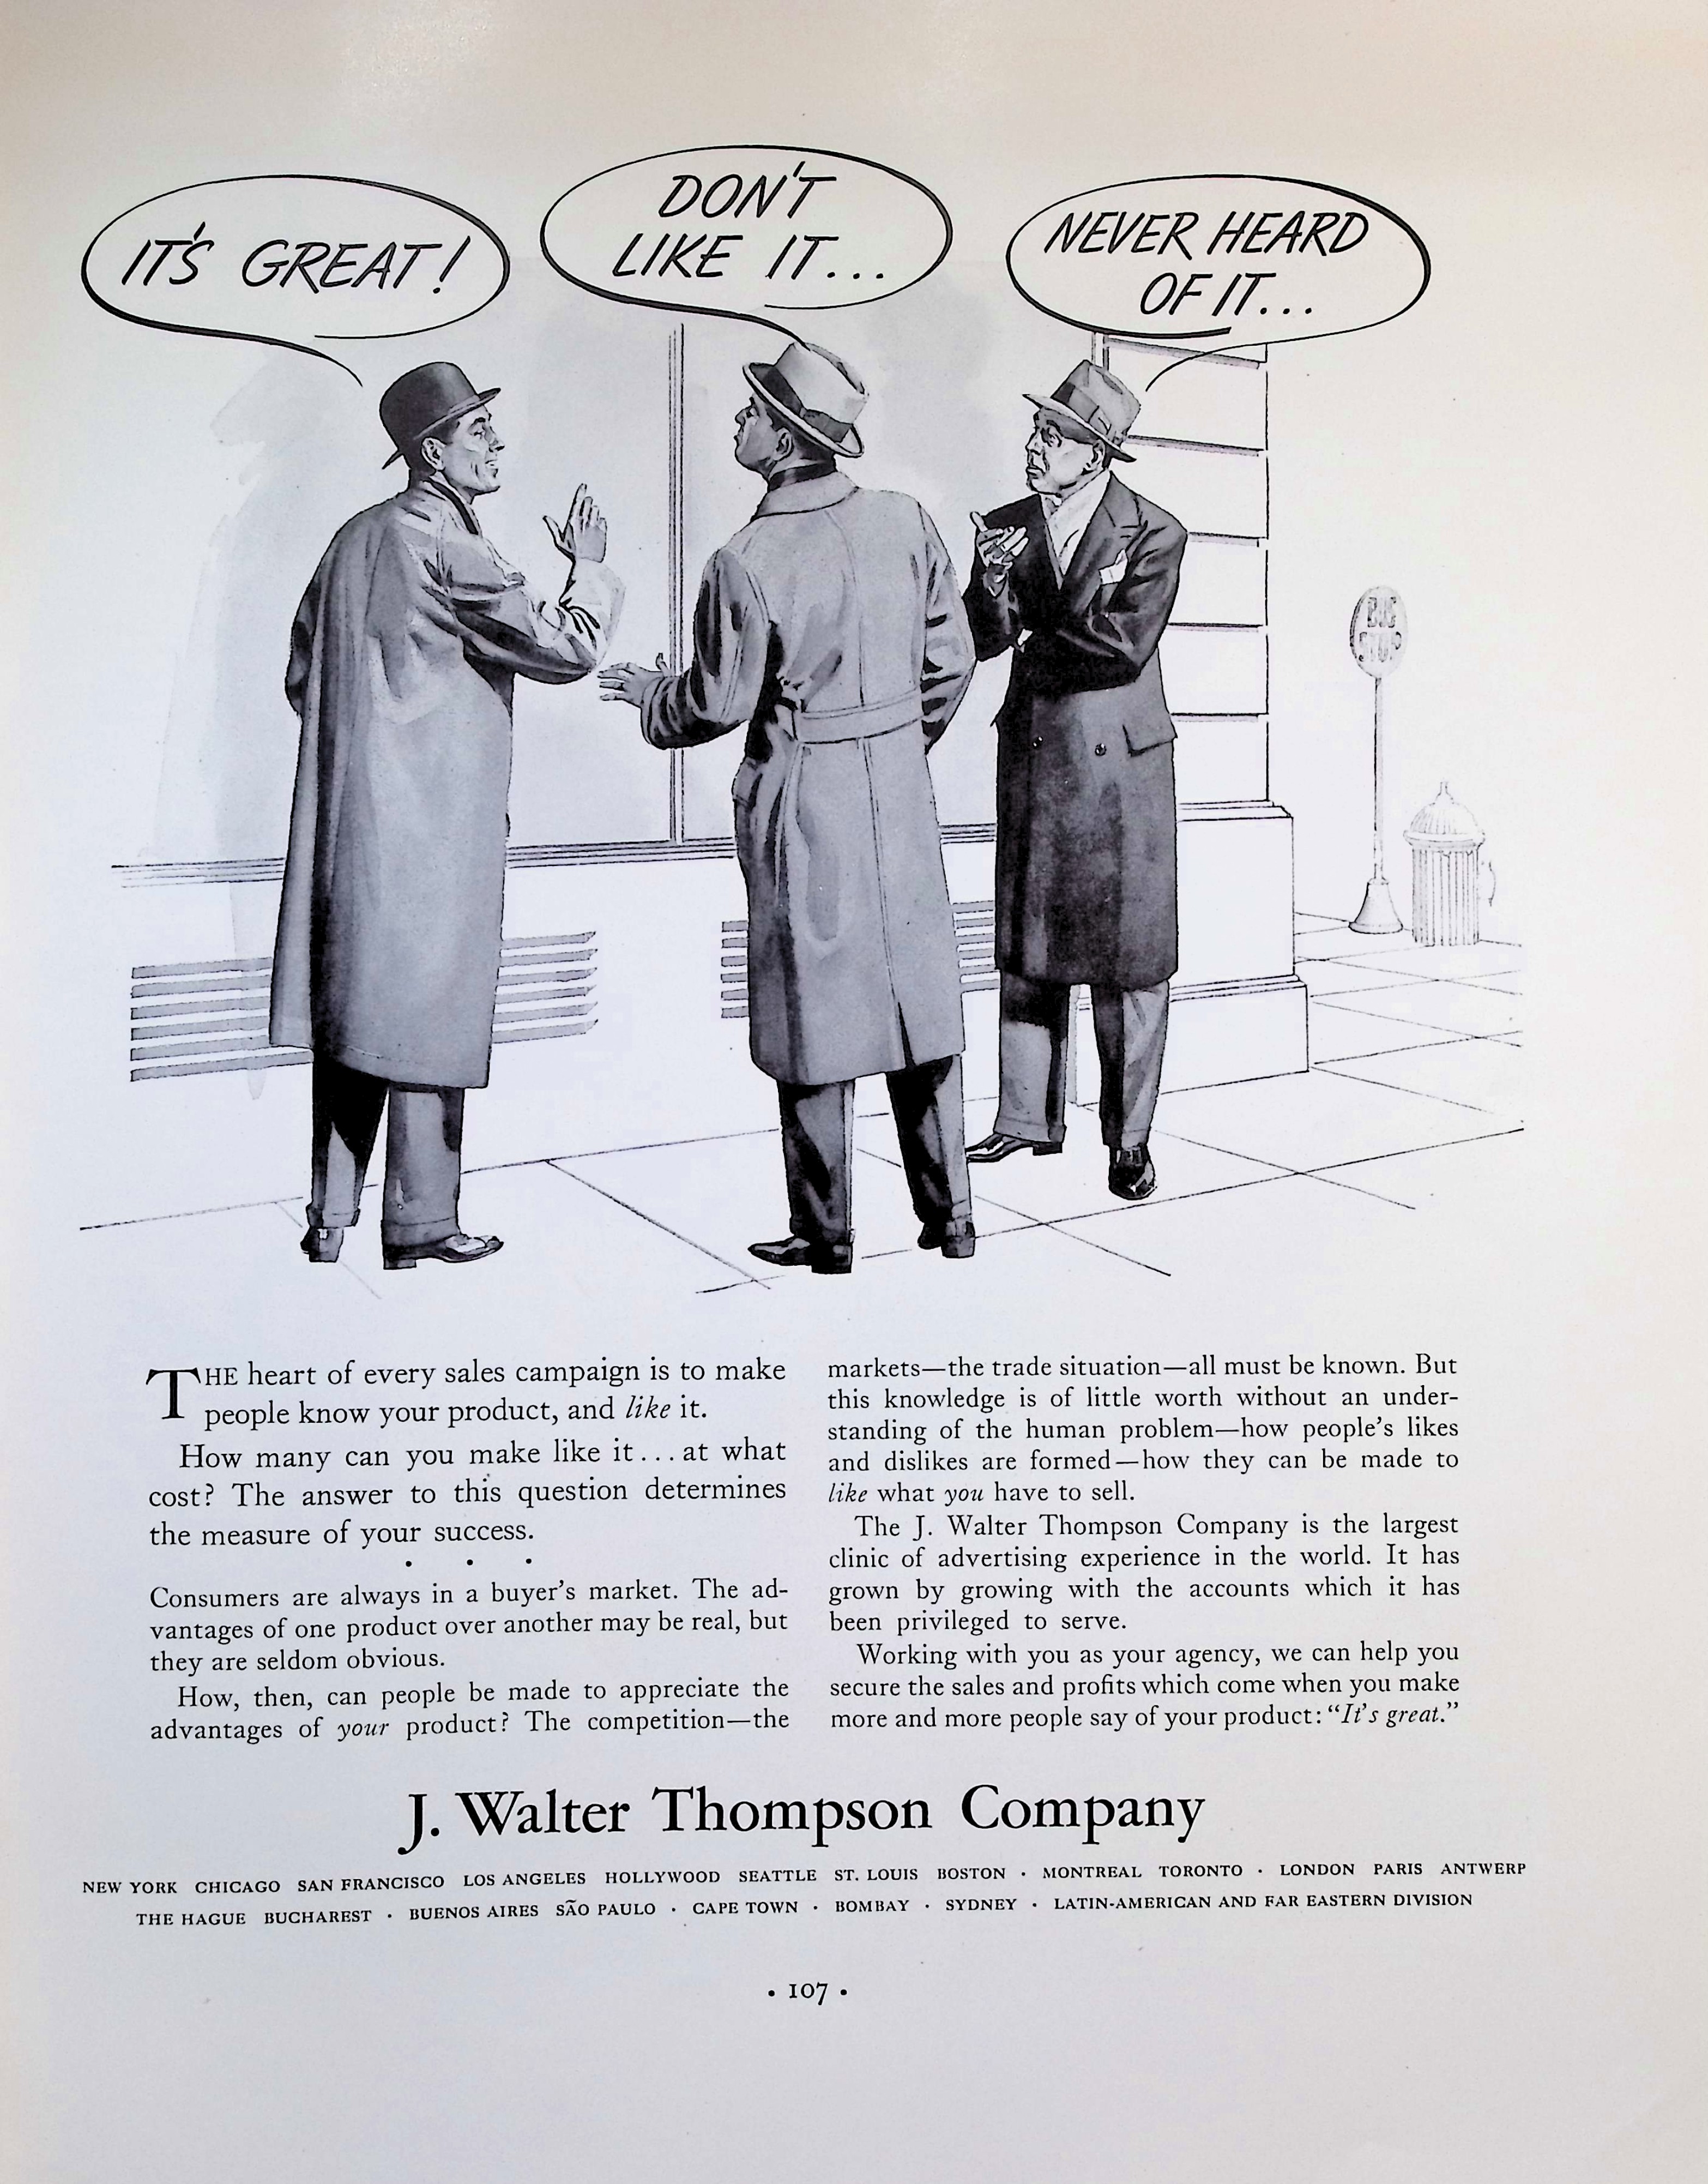 IT'S GREAT!
DON'T
LIKE IT...
NEVER HEARD
OF IT...
BUS
STOP
THE heart of every sales campaign is to make
people know your product, and like it.
How many can you make like it... at what
cost? The answer to this question determines
the measure of your success.
• • •
Consumers are always in a buyer's market. The ad-
vantages of one product over another may be real, but
they are seldom obvious.
How, then, can people be made to appreciate the
advantages of your product? The competition—the
markets—the trade situation—all must be known. But
this knowledge is of little worth without an under-
standing of the human problem—how people's likes
and dislikes are formed—how they can be made to
like what you have to sell.
The J. Walter Thompson Company is the largest
clinic of advertising experience in the world. It has
grown by growing with the accounts which it has
been privileged to serve.
Working with you as your agency, we can help you
secure the sales and profits which come when you make
more and more people say of your product: "It's great."
J. Walter Thompson Company
NEW YORK CHICAGO SAN FRANCISCO LOS ANGELES HOLLYWOOD SEATTLE ST. LOUIS BOSTON • MONTREAL TORONTO • LONDON PARIS ANTWERP
THE HAGUE BUCHAREST • BUENOS AIRES SÃO PAULO • CAPE TOWN • BOMBAY • SYDNEY • LATIN-AMERICAN AND FAR EASTERN DIVISION
• 107 •